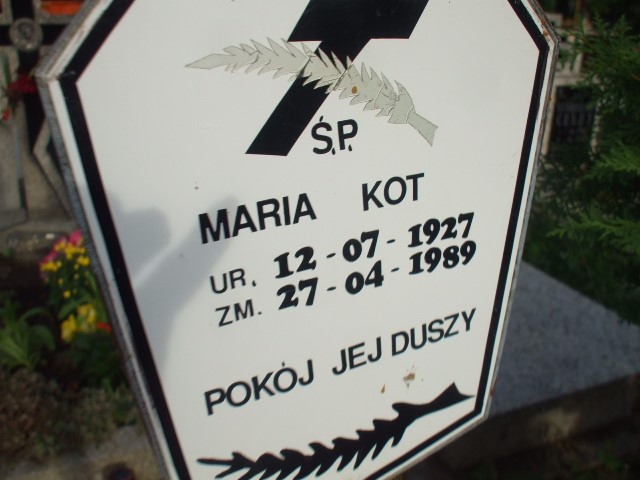 Ś.P.
MARIA KOT
UR. 12-07-1927
ZM. 27-04-1989
POKÓJ JEJ DUSZY